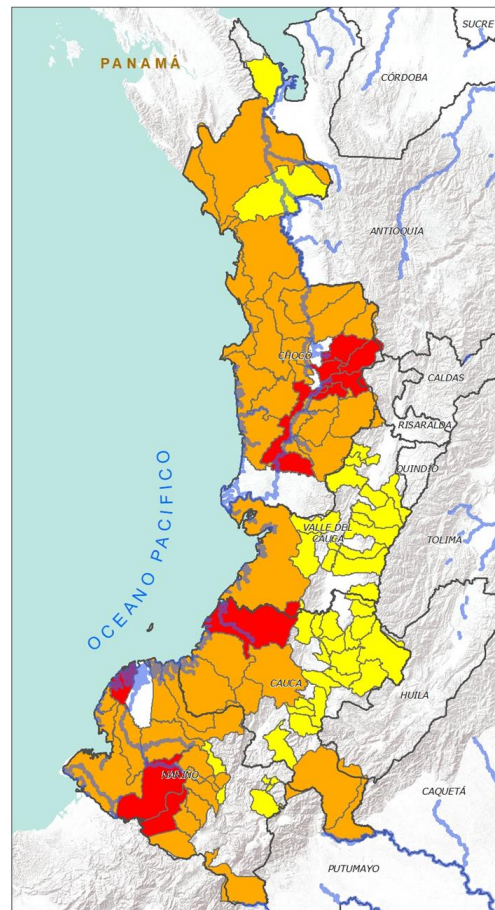 SUCRE
PANAMÁ
CÓRDOBA
ANTIOQUIA
CHOCÓ
CALDAS
RISARALDA
QUINDÍO
VALLE DEL
CAUCA
TOLIMA
OCEANO PACIFICO
CAUCA
HUILA
NARIÑO
CAQUETÁ
PUTUMAYO